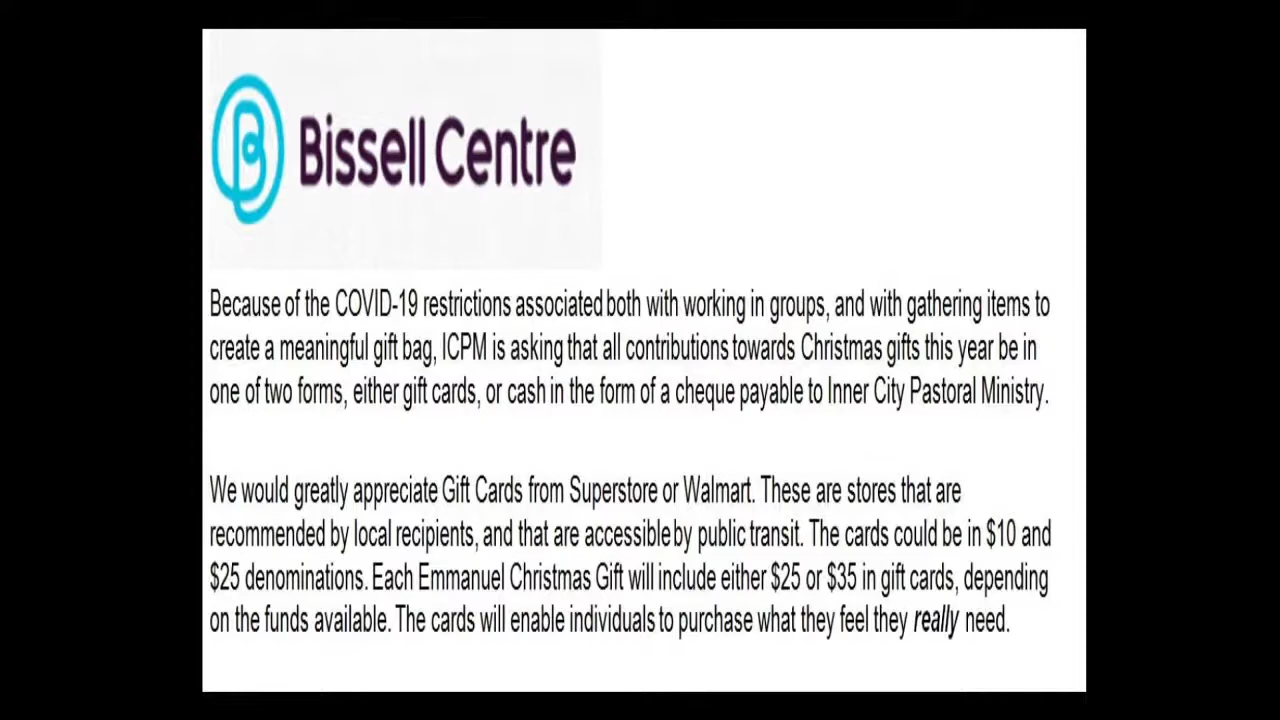 Bissell Centre
Because of the COVID-19 restrictions associated both with working in groups, and with gathering items to
create a meaningful gift bag, ICPM is asking that all contributions towards Christmas gifts this year be in
one of two forms, either gift cards, or cash in the form of a cheque payable to Inner City Pastoral Ministry.
We would greatly appreciate Gift Cards from Superstore or Walmart. These are stores that are
recommended by local recipients, and that are accessible by public transit. The cards could be in $10 and
$25 denominations. Each Emmanuel Christmas Gift will include either $25 or $35 in gift cards, depending
on the funds available. The cards will enable individuals to purchase what they feel they really need.